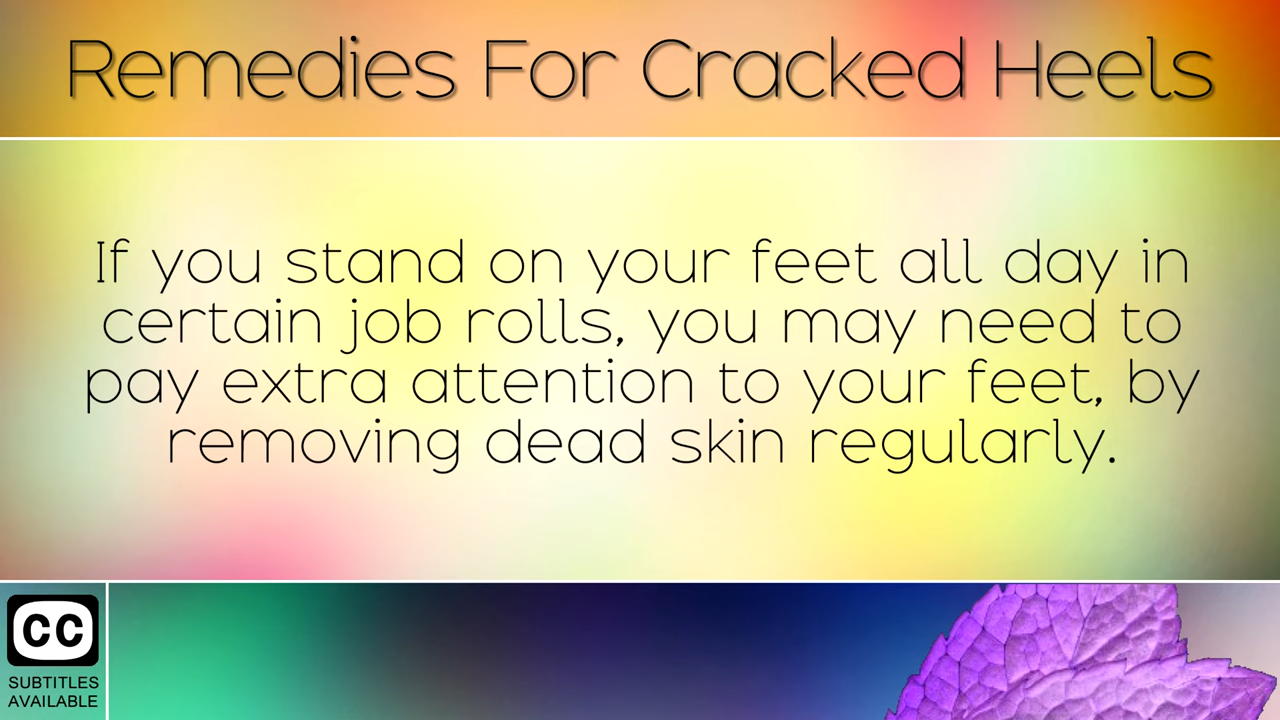 Remedies For Cracked Heels
If you stand on your feet all day in
certain job rolls, you may need to
pay extra attention to your feet, by
removing dead skin regularly.
CC
SUBTITLES
AVAILABLE